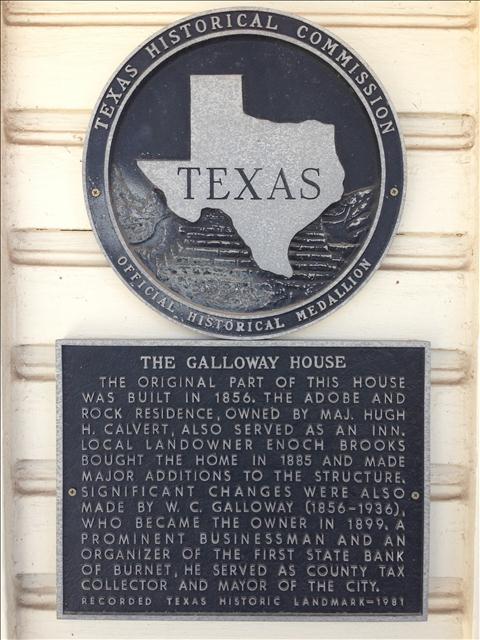 TEXAS HISTORICAL COMMISSION
TEXAS
OFFICIAL HISTORICAL MEDALLION
THE GALLOWAY HOUSE
THE ORIGINAL PART OF THIS HOUSE
WAS BUILT IN 1856. THE ADOBE AND
ROCK RESIDENCE, OWNED BY MAJ. HUGH
H. CALVERT, ALSO SERVED AS AN INN.
LOCAL LANDOWNER ENOCH BROOKS
BOUGHT THE HOME IN 1885 AND MADE
MAJOR ADDITIONS TO THE STRUCTURE.
SIGNIFICANT CHANGES WERE ALSO
MADE BY W. C. GALLOWAY (1856-1936),
WHO BECAME THE OWNER IN 1899. A
PROMINENT BUSINESSMAN AND AN
ORGANIZER OF THE FIRST STATE BANK
OF BURNET, HE SERVED AS COUNTY TAX
COLLECTOR AND MAYOR OF THE CITY.
RECORDED TEXAS HISTORIC LANDMARK-1981